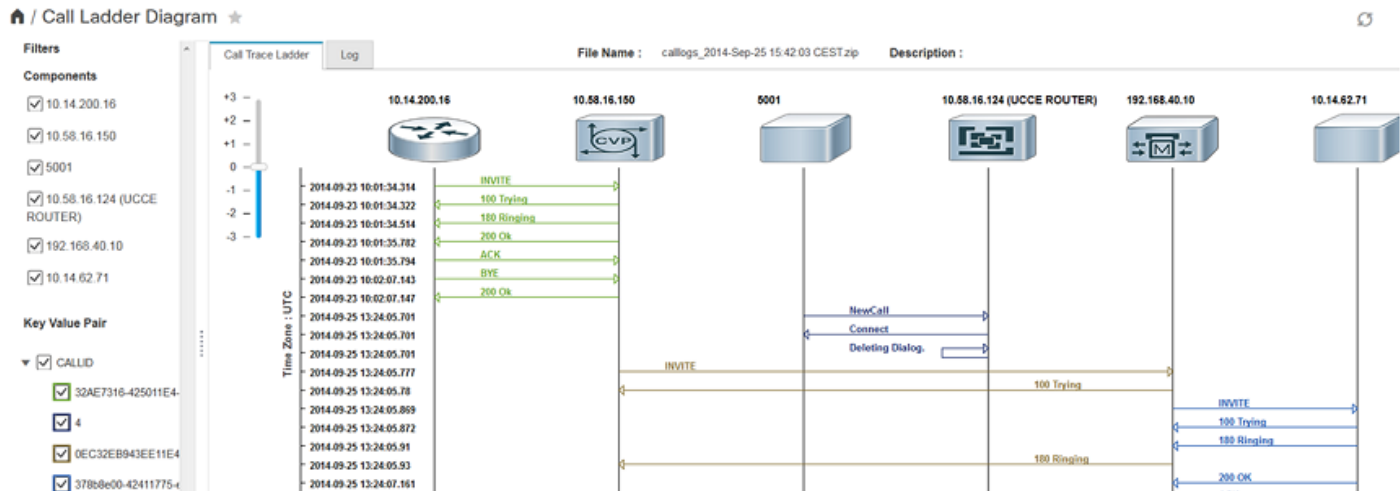 / Call Ladder Diagram
Filters
Components
10.14.200.16
10.58.16.150
5001
10.58.16.124 (UCCE
ROUTER)
192.168.40.10
10.14.62.71
Key Value Pair
CALLID
32AE7316-425011E4-
4
0EC32EB943EE11E4
378b8e00-42411775-
Call Trace Ladder
Log
File Name : calllogs_2014-Sep-25 15:42:03 CEST.zip Description :
+3
+2
+1
0
-1
-2
-3
10.14.200.16 10.58.16.150 5001 10.58.16.124 (UCCE ROUTER) 192.168.40.10 10.14.62.71
CVP
M
Time Zone : UTC
2014-09-23 10:01:34.314 INVITE
2014-09-23 10:01:34.322 100 Trying
2014-09-23 10:01:34.514 180 Ringing
2014-09-23 10:01:35.782 200 Ok
2014-09-23 10:01:35.794 ACK
2014-09-23 10:02:07.143 BYE
2014-09-23 10:02:07.147 200 Ok
2014-09-25 13:24:05.701 NewCall
2014-09-25 13:24:05.701 Connect
2014-09-25 13:24:05.701 Deleting Dialog.
2014-09-25 13:24:05.777 INVITE
2014-09-25 13:24:05.78 100 Trying
2014-09-25 13:24:05.869 INVITE
2014-09-25 13:24:05.872 100 Trying
2014-09-25 13:24:05.91 180 Ringing
2014-09-25 13:24:05.93 180 Ringing
2014-09-25 13:24:07.161 200 OK